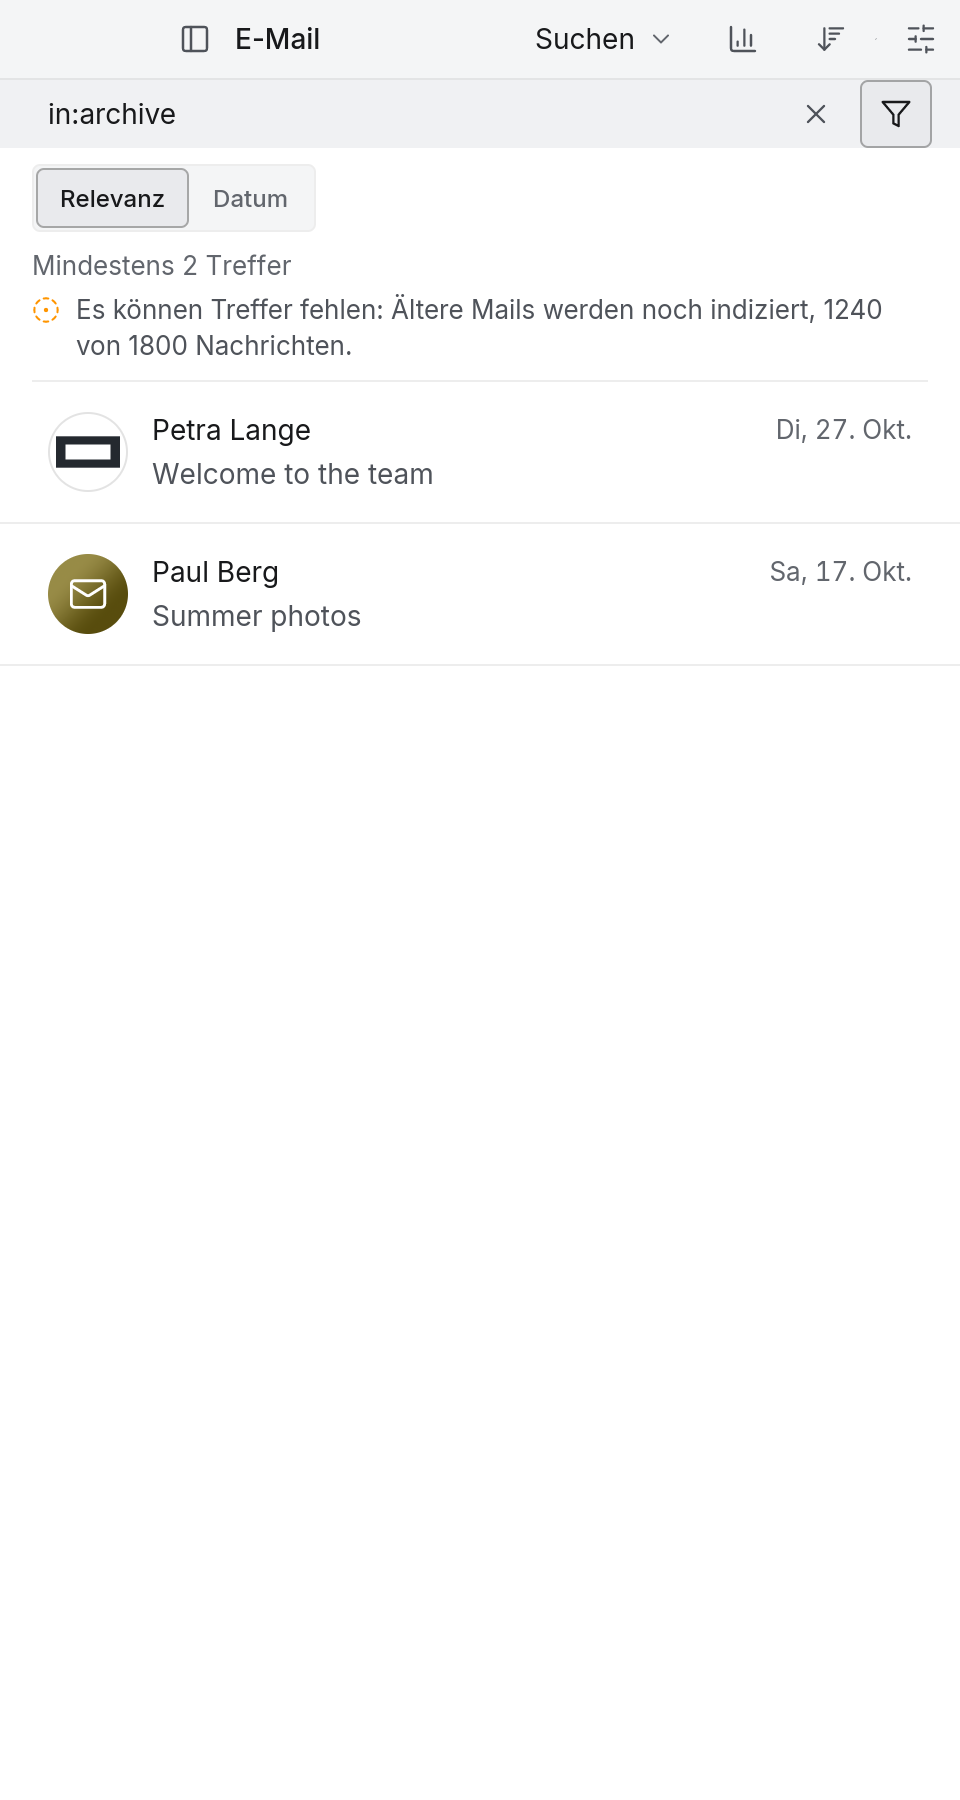 E-Mail
Suchen
in:archive
Relevanz
Datum
Mindestens 2 Treffer
Es können Treffer fehlen: Ältere Mails werden noch indiziert, 1240
von 1800 Nachrichten.
Petra Lange
Di, 27. Okt.
Welcome to the team
Paul Berg
Sa, 17. Okt.
Summer photos